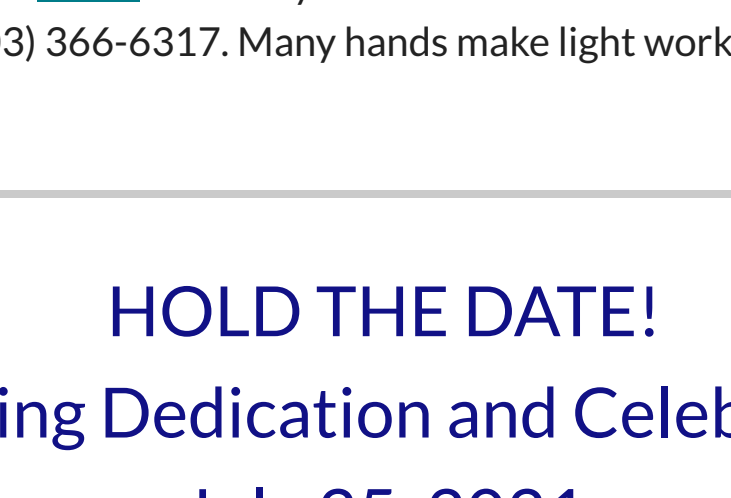 3) 366-6317. Many hands make light work
HOLD THE DATE!
ing Dedication and Celeb